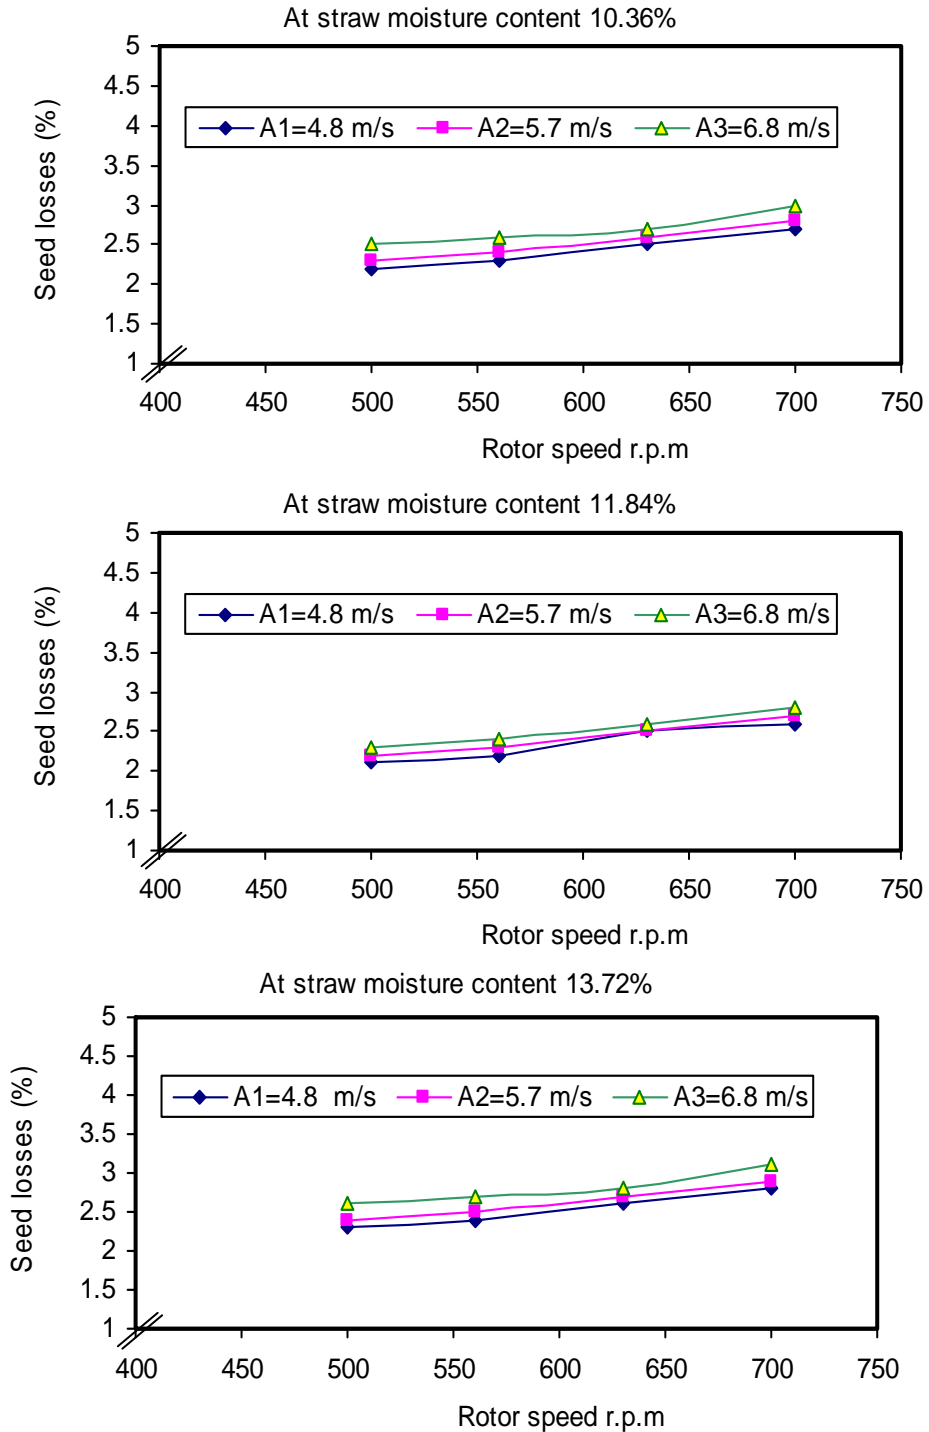 At straw moisture content 10.36%
5
4.5
A1=4.8 m/s A2=5.7 m/s A3=6.8 m/s
4
3.5
3
2.5
2
1.5
1
Seed losses (%)
400 450 500 550 600 650 700 750
Rotor speed r.p.m
At straw moisture content 11.84%
5
4.5
A1=4.8 m/s A2=5.7 m/s A3=6.8 m/s
4
3.5
3
2.5
2
1.5
1
Seed losses (%)
400 450 500 550 600 650 700 750
Rotor speed r.p.m
At straw moisture content 13.72%
5
4.5
A1=4.8 m/s A2=5.7 m/s A3=6.8 m/s
4
3.5
3
2.5
2
1.5
1
Seed losses (%)
400 450 500 550 600 650 700 750
Rotor speed r.p.m